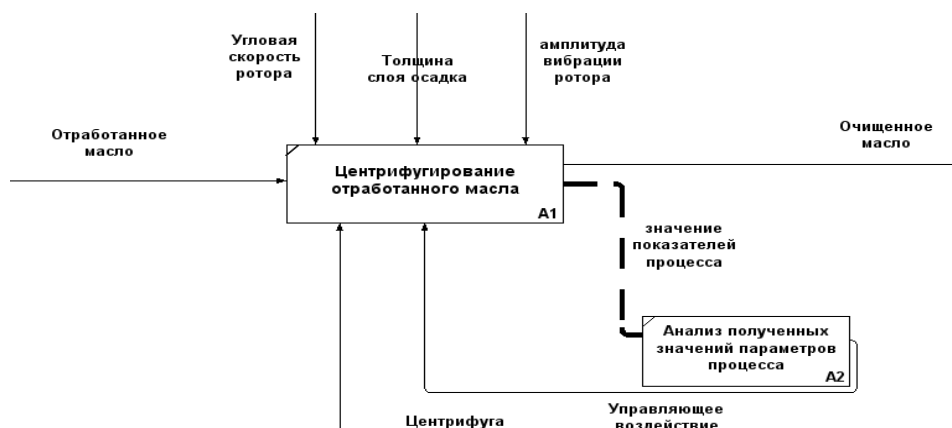 Угловая
скорость
ротора
Толщина
слоя осадка
амплитуда
вибрации
ротора
Отработанное
масло
Очищенное
масло
Центрифугирование
отработанного масла
A1
значение
показателей
процесса
Анализ полученных
значений параметров
процесса
A2
Центрифуга
Управляющее
воздействие